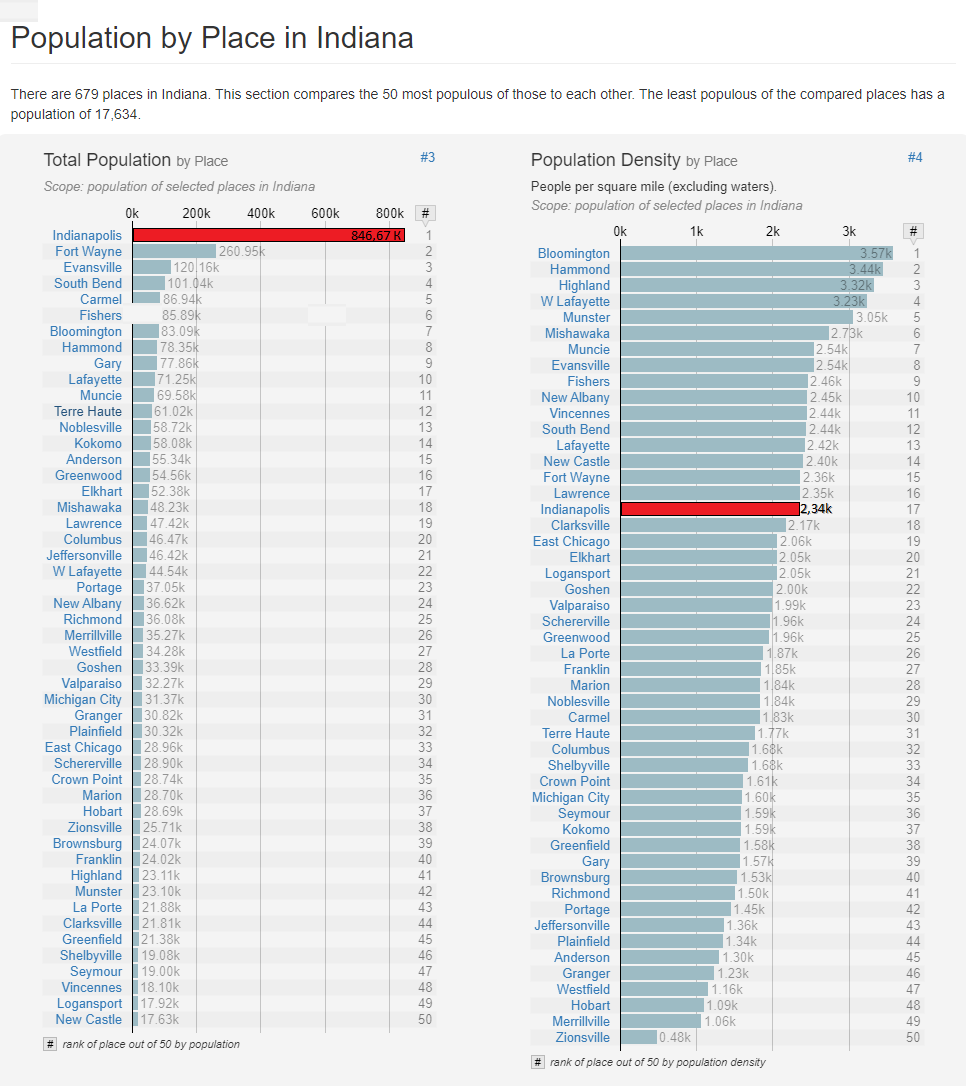 Population by Place in Indiana
There are 679 places in Indiana. This section compares the 50 most populous of those to each other. The least populous of the compared places has a
population of 17,634.
Total Population by Place #3
Scope: population of selected places in Indiana
0k 200k 400k 600k 800k #
Indianapolis 846,67 K 1
Fort Wayne 260.95k 2
Evansville 120.16k 3
South Bend 101.04k 4
Carmel 86.94k 5
Fishers 85.89k 6
Bloomington 83.09k 7
Hammond 78.35k 8
Gary 77.86k 9
Lafayette 71.25k 10
Muncie 69.58k 11
Terre Haute 61.02k 12
Noblesville 58.72k 13
Kokomo 58.08k 14
Anderson 55.34k 15
Greenwood 54.56k 16
Elkhart 52.38k 17
Mishawaka 48.23k 18
Lawrence 47.42k 19
Columbus 46.47k 20
Jeffersonville 46.42k 21
W Lafayette 44.54k 22
Portage 37.05k 23
New Albany 36.62k 24
Richmond 36.08k 25
Merrillville 35.27k 26
Westfield 34.28k 27
Goshen 33.39k 28
Valparaiso 32.27k 29
Michigan City 31.37k 30
Granger 30.82k 31
Plainfield 30.32k 32
East Chicago 28.96k 33
Schererville 28.90k 34
Crown Point 28.74k 35
Marion 28.70k 36
Hobart 28.69k 37
Zionsville 25.71k 38
Brownsburg 24.07k 39
Franklin 24.02k 40
Highland 23.11k 41
Munster 23.10k 42
La Porte 21.88k 43
Clarksville 21.81k 44
Greenfield 21.38k 45
Shelbyville 19.08k 46
Seymour 19.00k 47
Vincennes 18.10k 48
Logansport 17.92k 49
New Castle 17.63k 50
# rank of place out of 50 by population
Population Density by Place #4
People per square mile (excluding waters).
Scope: population of selected places in Indiana
0k 1k 2k 3k #
Bloomington 3.57k 1
Hammond 3.44k 2
Highland 3.32k 3
W Lafayette 3.23k 4
Munster 3.05k 5
Mishawaka 2.73k 6
Muncie 2.54k 7
Evansville 2.54k 8
Fishers 2.46k 9
New Albany 2.45k 10
Vincennes 2.44k 11
South Bend 2.44k 12
Lafayette 2.42k 13
New Castle 2.40k 14
Fort Wayne 2.36k 15
Lawrence 2.35k 16
Indianapolis 2,34k 17
Clarksville 2.17k 18
East Chicago 2.06k 19
Elkhart 2.05k 20
Logansport 2.05k 21
Goshen 2.00k 22
Valparaiso 1.99k 23
Schererville 1.96k 24
Greenwood 1.96k 25
La Porte 1.87k 26
Franklin 1.85k 27
Marion 1.84k 28
Noblesville 1.84k 29
Carmel 1.83k 30
Terre Haute 1.77k 31
Columbus 1.68k 32
Shelbyville 1.68k 33
Crown Point 1.61k 34
Michigan City 1.60k 35
Seymour 1.59k 36
Kokomo 1.59k 37
Greenfield 1.58k 38
Gary 1.57k 39
Brownsburg 1.53k 40
Richmond 1.50k 41
Portage 1.45k 42
Jeffersonville 1.36k 43
Plainfield 1.34k 44
Anderson 1.30k 45
Granger 1.23k 46
Westfield 1.16k 47
Hobart 1.09k 48
Merrillville 1.06k 49
Zionsville 0.48k 50
# rank of place out of 50 by population density